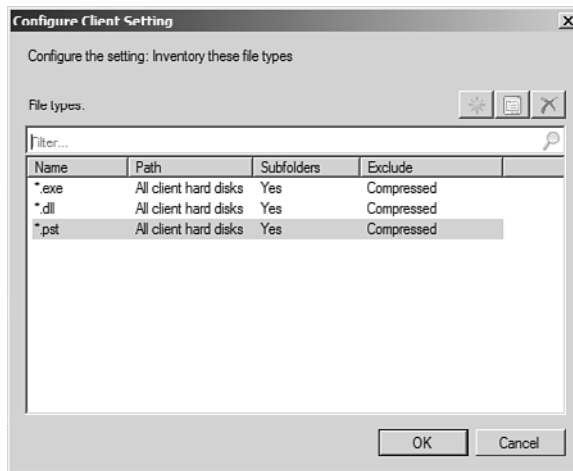 Configure Client Setting
Configure the setting: Inventory these file types
File types.
Filter...
Name Path Subfolders Exclude
*.exe All client hard disks Yes Compressed
*.dll All client hard disks Yes Compressed
*.pst All client hard disks Yes Compressed
OK Cancel